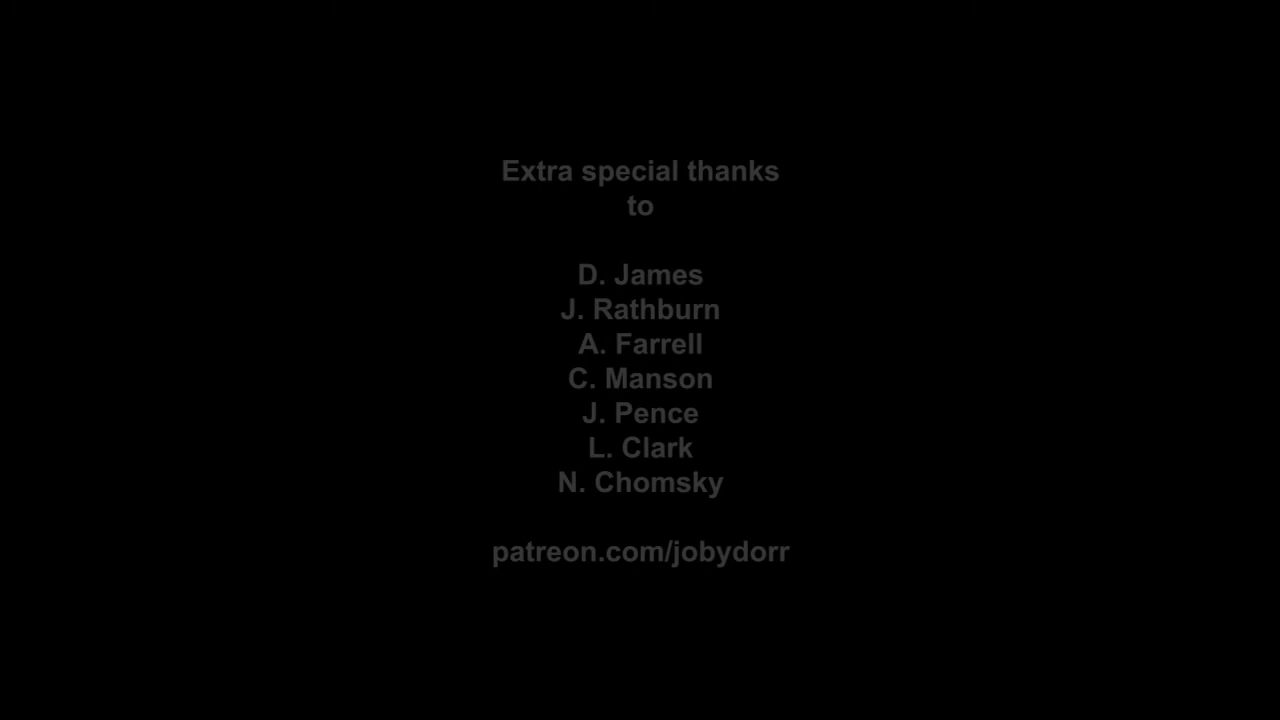 Extra special thanks
to
D. James
J. Rathburn
A. Farrell
C. Manson
J. Pence
L. Clark
N. Chomsky
patreon.com/jobydorr